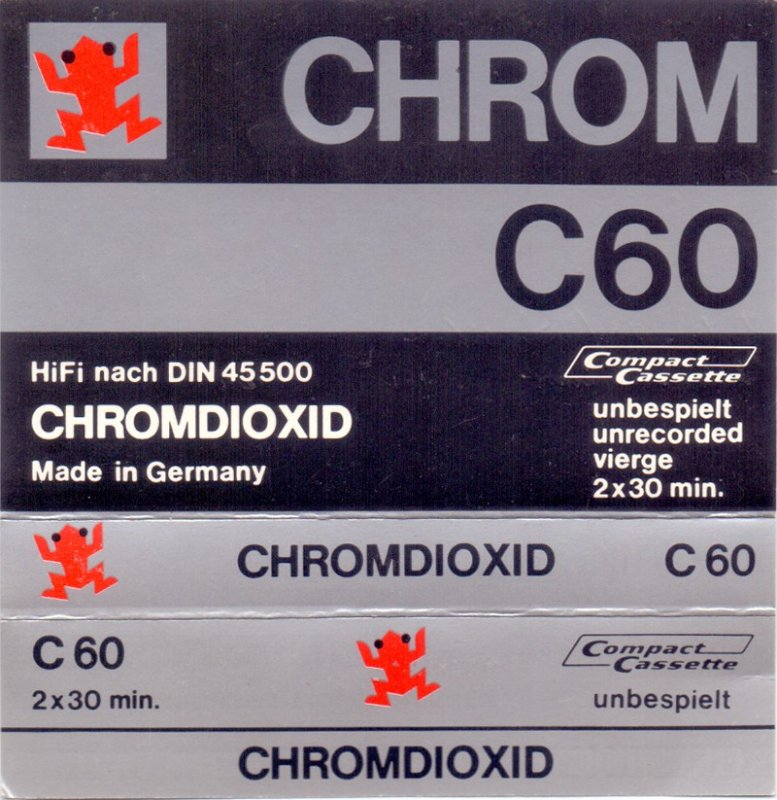 CHROM
C60
HiFi nach DIN 45500
CHROMDIOXID
Made in Germany
Compact
Cassette
unbespielt
unrecorded
vierge
2x30 min.
CHROMDIOXID C 60
C 60
2x30 min.
Compact
Cassette
unbespielt
CHROMDIOXID